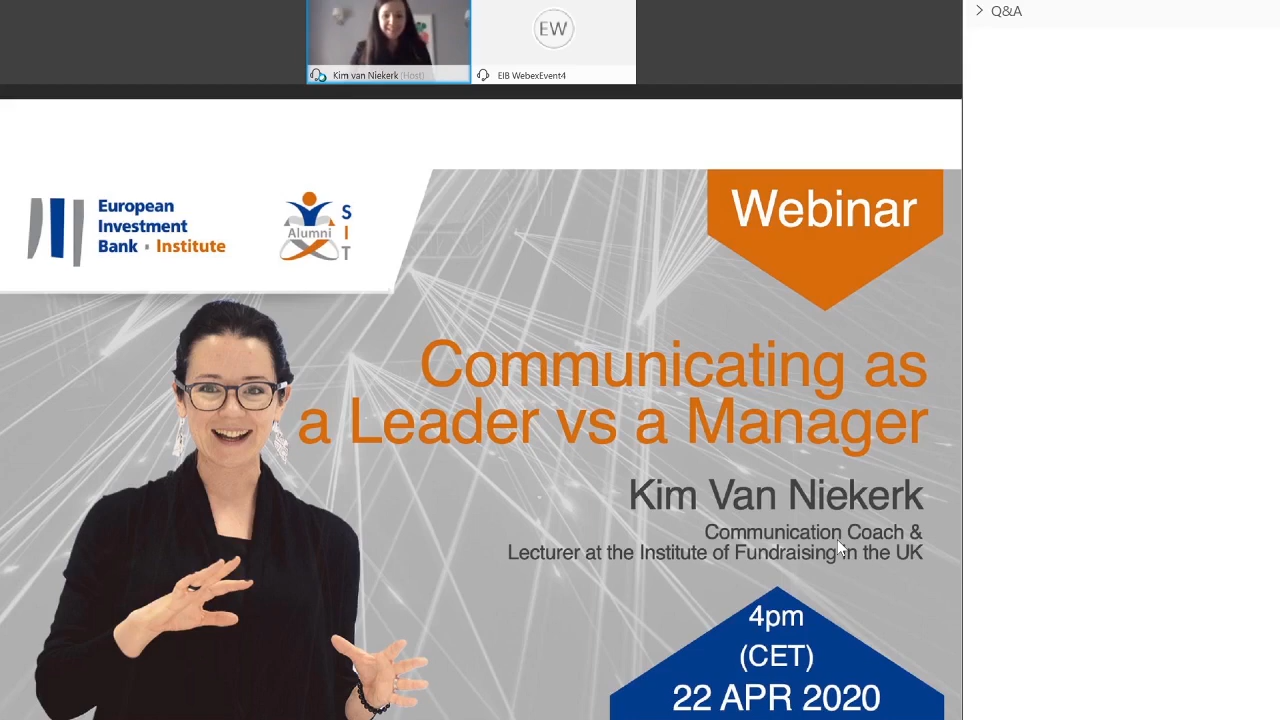 Q&A
EW
Kim van Niekerk (Host)
EIB WebexEvent4
European
Investment
Bank · Institute
Alumni
S
I
T
Webinar
Communicating as
a Leader vs a Manager
Kim Van Niekerk
Communication Coach &
Lecturer at the Institute of Fundraising in the UK
4pm
(CET)
22 APR 2020